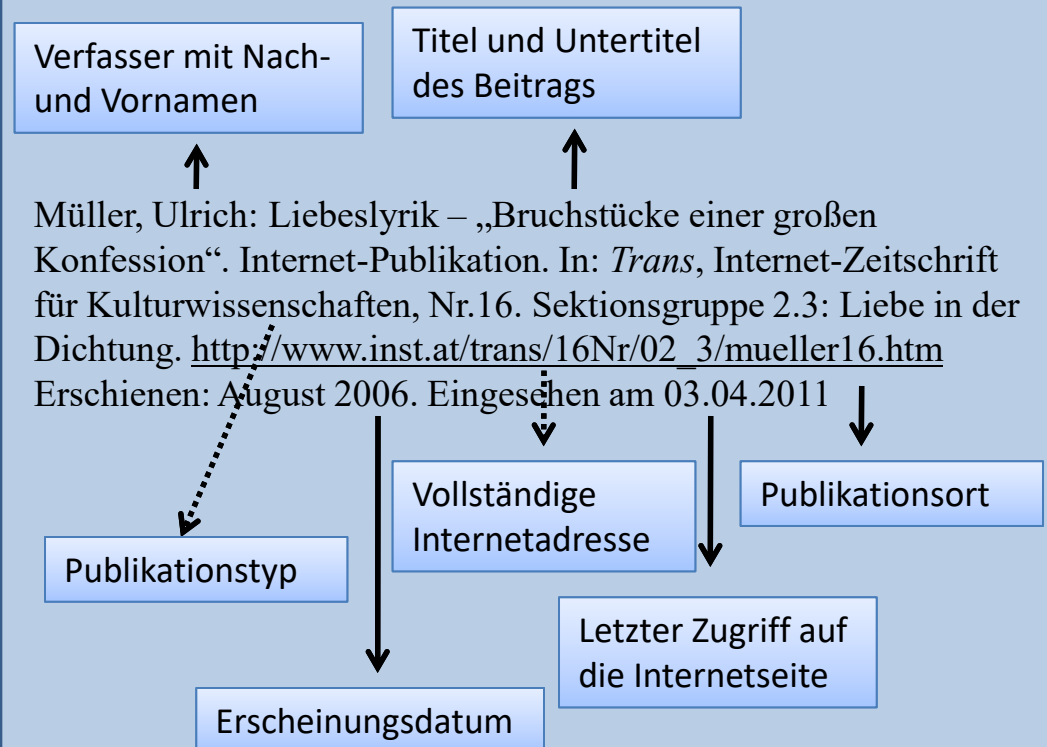 Verfasser mit Nach-
und Vornamen
Titel und Untertitel
des Beitrags
Müller, Ulrich: Liebeslyrik – „Bruchstücke einer großen
Konfession“. Internet-Publikation. In: Trans, Internet-Zeitschrift
für Kulturwissenschaften, Nr.16. Sektionsgruppe 2.3: Liebe in der
Dichtung. http://www.inst.at/trans/16Nr/02_3/mueller16.htm
Erschienen: August 2006. Eingesehen am 03.04.2011
Vollständige
Internetadresse
Publikationsort
Publikationstyp
Letzter Zugriff auf
die Internetseite
Erscheinungsdatum